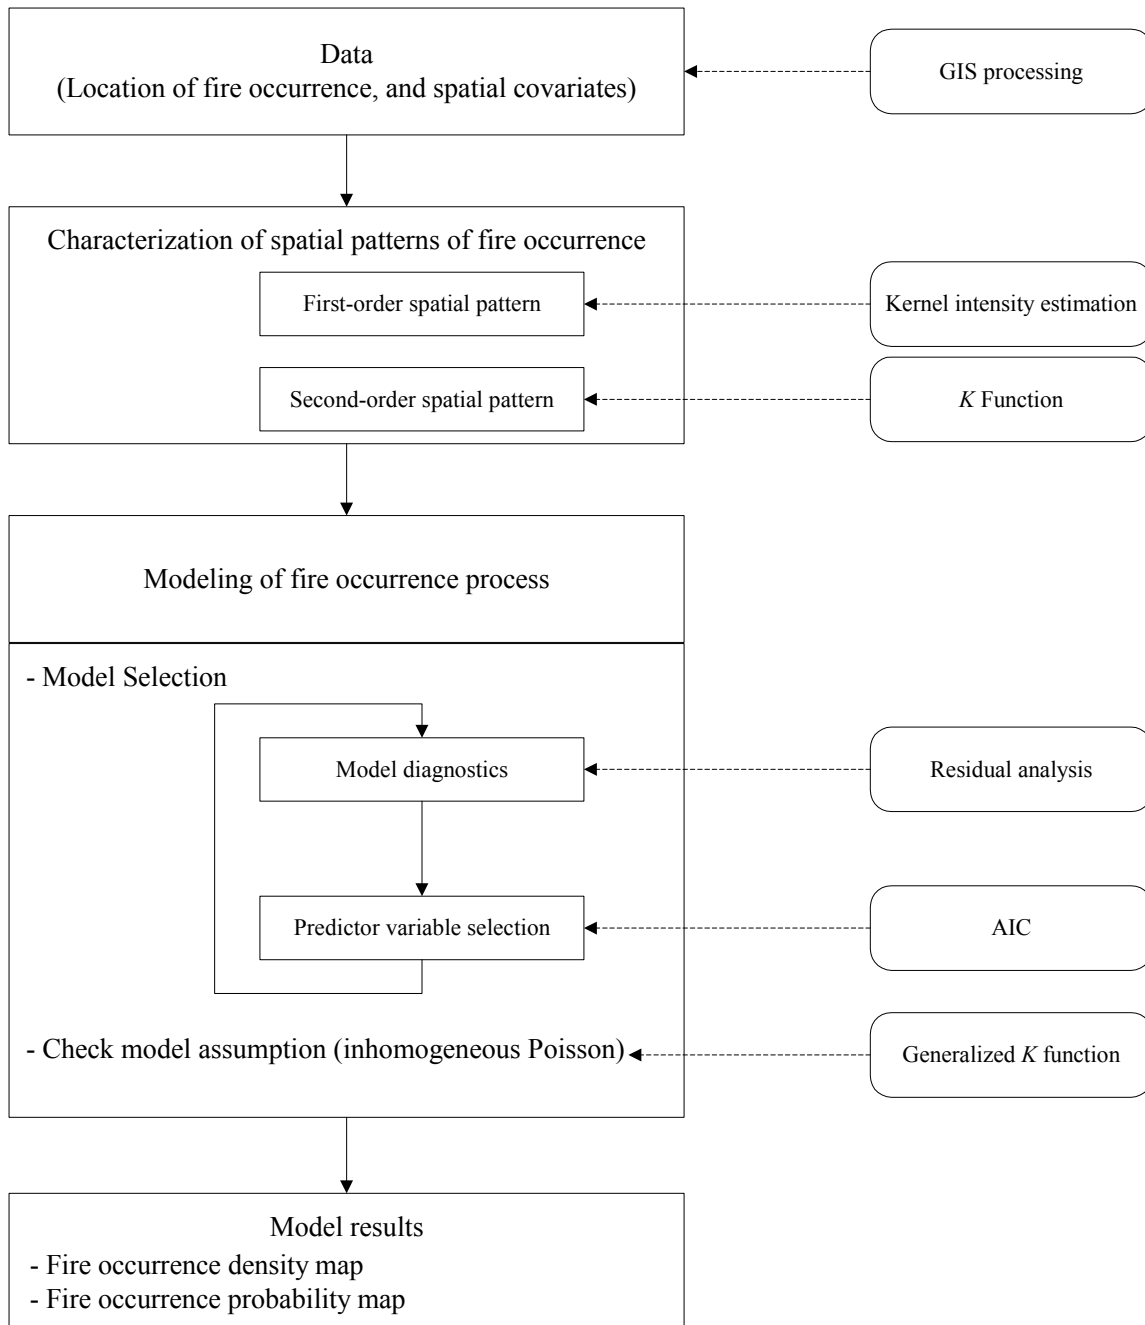 Data
(Location of fire occurrence, and spatial covariates)
GIS processing
Characterization of spatial patterns of fire occurrence
First-order spatial pattern
Kernel intensity estimation
Second-order spatial pattern
K Function
Modeling of fire occurrence process
- Model Selection
Model diagnostics
Residual analysis
Predictor variable selection
AIC
- Check model assumption (inhomogeneous Poisson)
Generalized K function
Model results
- Fire occurrence density map
- Fire occurrence probability map